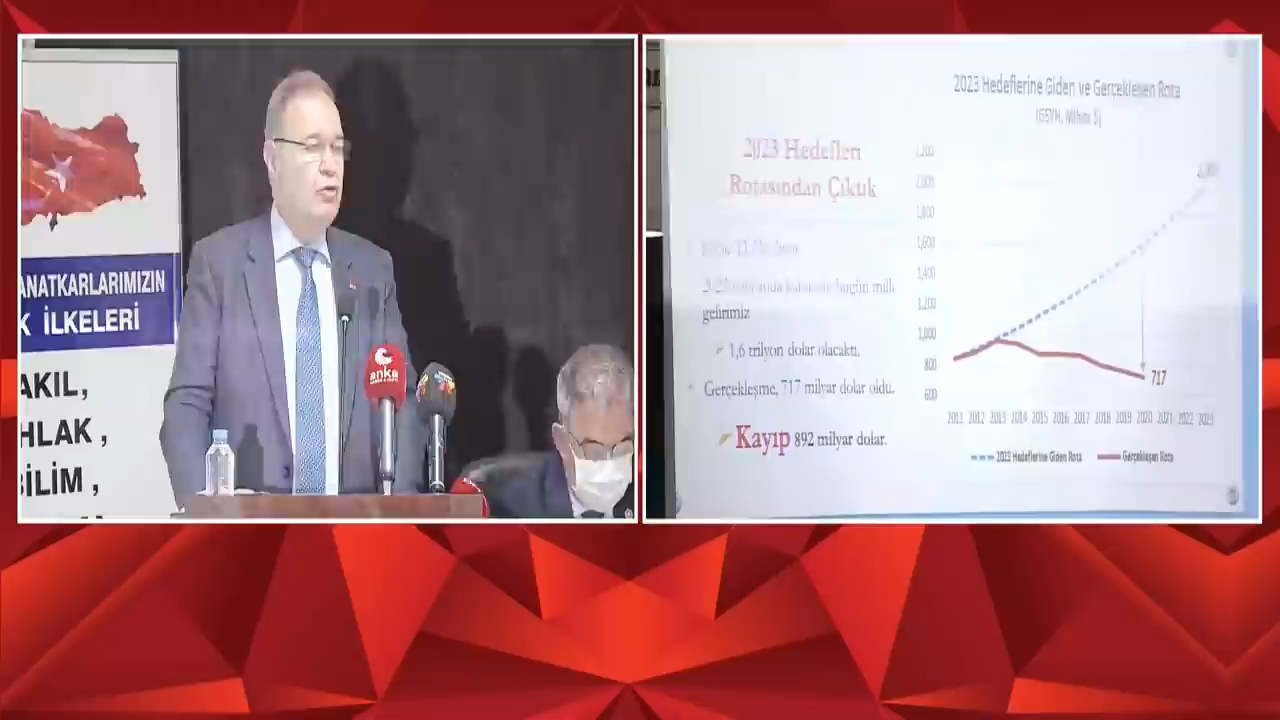 ANATKARLARIMIZIN
K İLKELERİ
AKIL,
HLAK ,
BİLİM ,
anka
2023 Hedeflerine Giden ve Gerçekleşen Rota
(GSYH, Milyar $)
2023 Hedefleri
Rotasından Çıktık
bugün milli
gelirimiz
1,6 trilyon dolar olacaktı.
Gerçekleşme, 717 milyar dolar oldu.
Kayıp 892 milyar dolar.
2,000
1,800
1,600
1,400
1,200
1,000
800
600
717
2011 2012 2013 2014 2015 2016 2017 2018 2019 2020 2021 2022 2023
2023 Hedeflerine Giden Rota
Gerçekleşen Rota